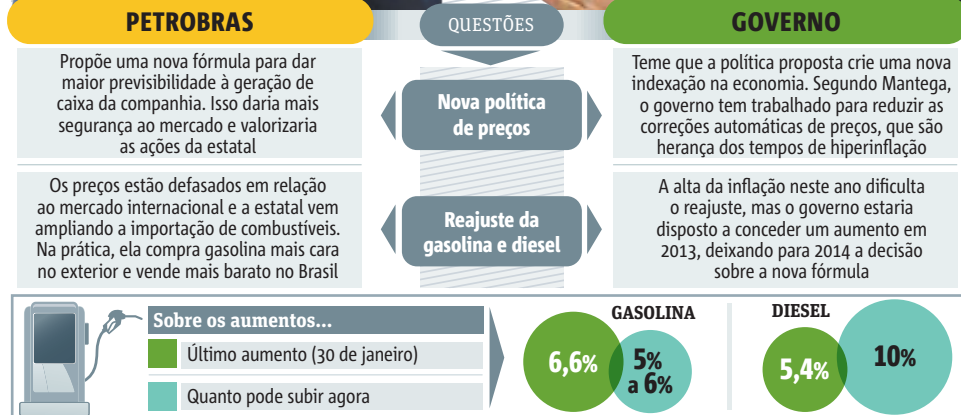 PETROBRAS
QUESTÕES
GOVERNO
Propõe uma nova fórmula para dar
maior previsibilidade à geração de
caixa da companhia. Isso daria mais
segurança ao mercado e valorizaria
as ações da estatal
Nova política
de preços
Teme que a política proposta crie uma nova
indexação na economia. Segundo Mantega,
o governo tem trabalhado para reduzir as
correções automáticas de preços, que são
herança dos tempos de hiperinflação
Os preços estão defasados em relação
ao mercado internacional e a estatal vem
ampliando a importação de combustíveis.
Na prática, ela compra gasolina mais cara
no exterior e vende mais barato no Brasil
Reajuste da
gasolina e diesel
A alta da inflação neste ano dificulta
o reajuste, mas o governo estaria
disposto a conceder um aumento em
2013, deixando para 2014 a decisão
sobre a nova fórmula
Sobre os aumentos...
Último aumento (30 de janeiro)
Quanto pode subir agora
GASOLINA
6,6%
5%
a 6%
DIESEL
5,4%
10%